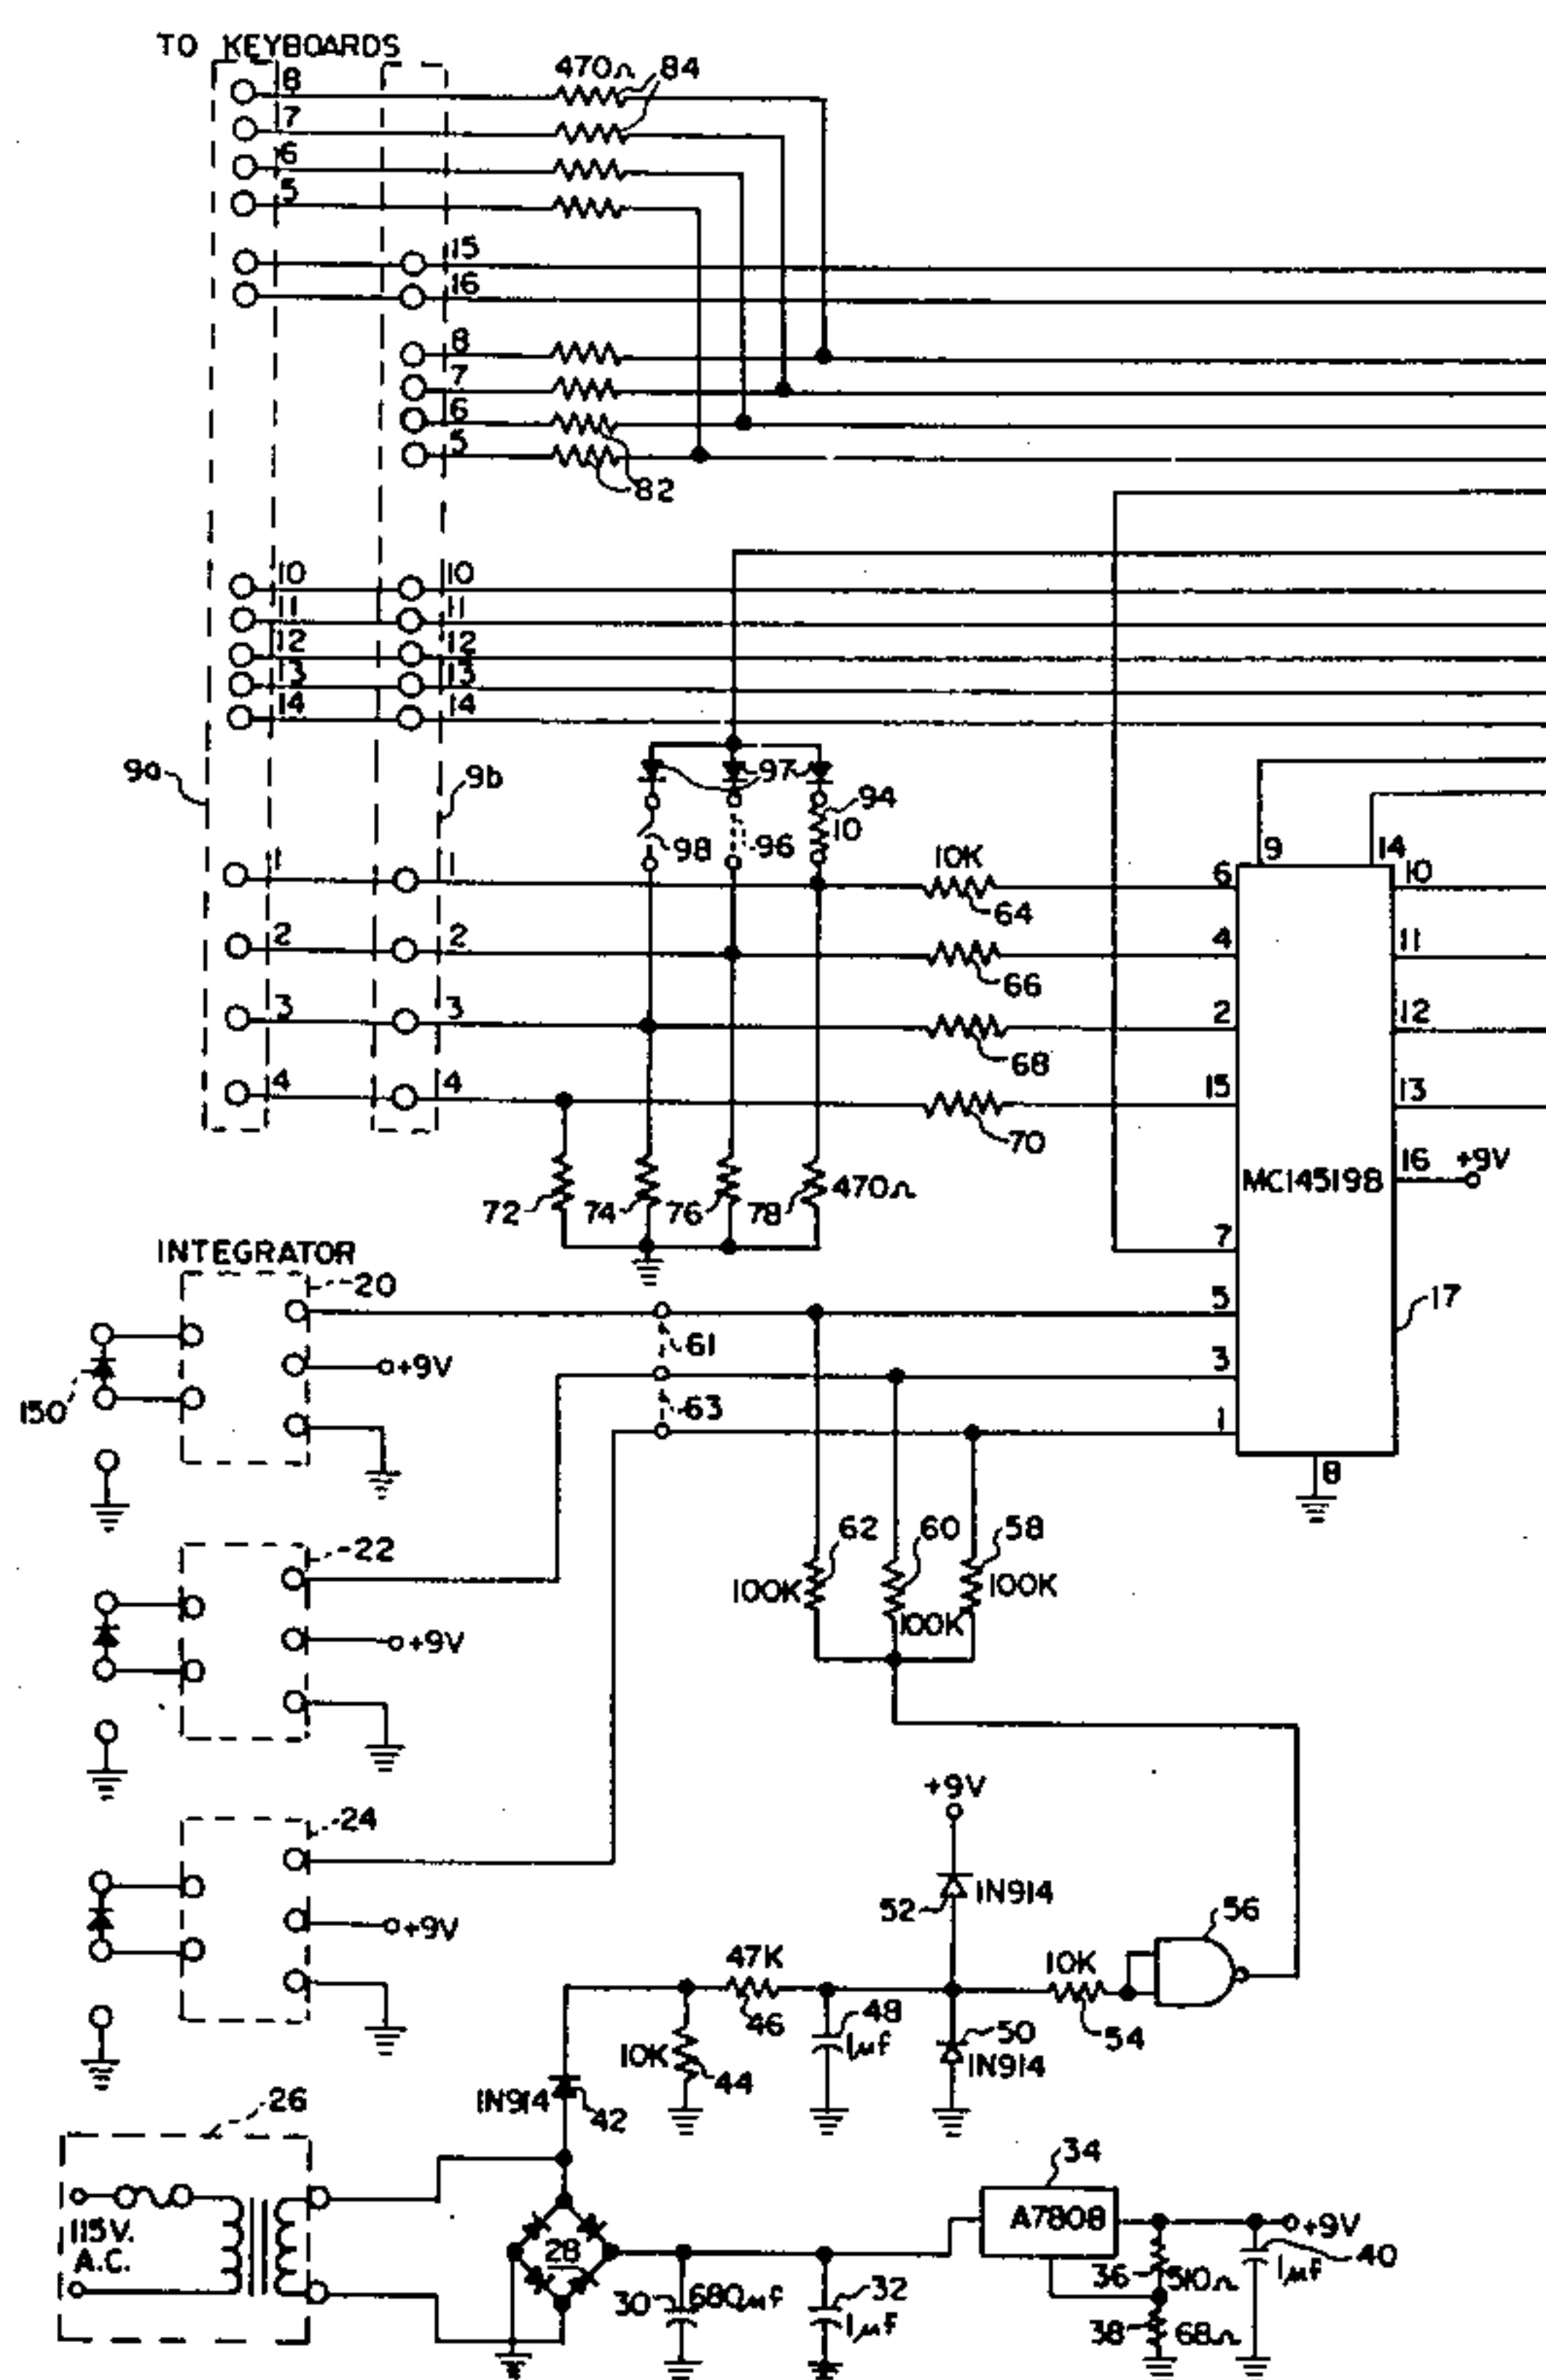 TO KEYBOARDS
8
470Ω 84
7
6
5
15
16
8
7
6
5
82
10 10
11 11
12 12
13 13
14 14
9a 9b 97 94
98 96 10
9 14
1 1 10K 6 10
64
2 2 4 11
66
3 3 2 12
68
4 4 15 13
70
16 +9V
MC14519B
72 74 76 78 470Ω
7
INTEGRATOR
20
5 17
61
+9V 3
150 63
1
8
22
62 60 58
100K 100K 100K
+9V
+9V
24
1N914
52
56
+9V
47K 10K
46 48 50 54
1µf 1N914
10K 44
1N914 42
26
34
115V. A7808
A.C. 28 +9V
36 510Ω 1µf 40
30 680µf 32
1µf 38 68Ω